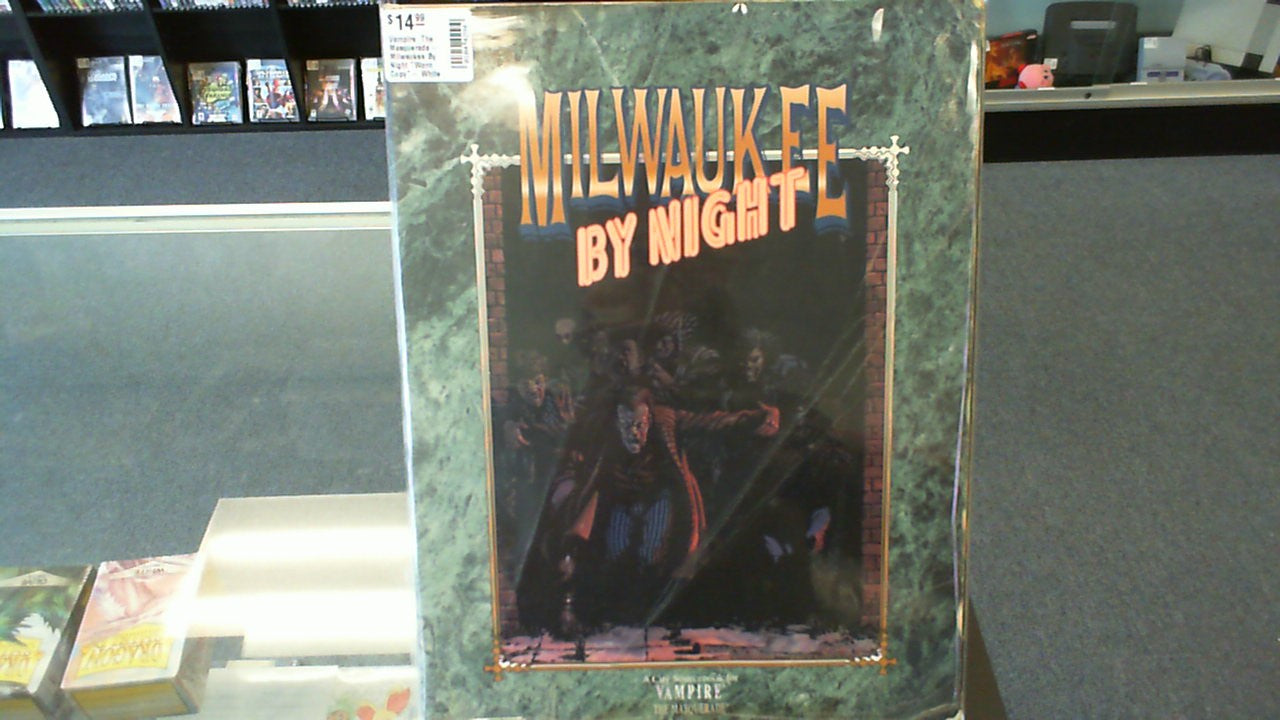 $14.99
Vampire The
Masquerade -
Milwaukee By
Night "Worn
Copy" - White
MILWAUKEE
BY NIGHT
A City Sourcebook for
VAMPIRE
THE MASQUERADE